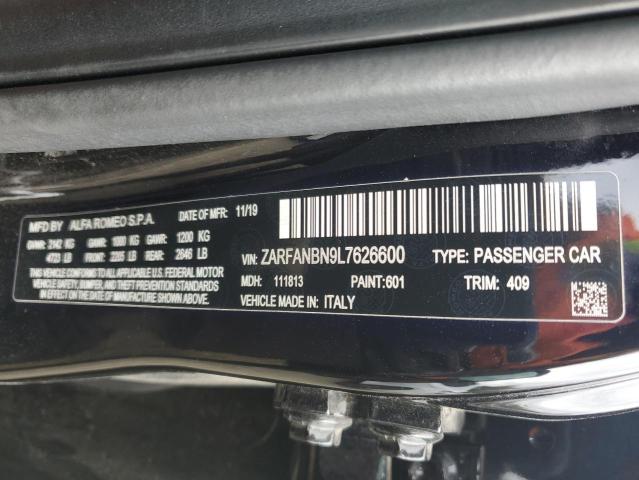 MFD BY ALFA ROMEO S.P.A. DATE OF MFR: 11/19
GVWR: 2142 KG GAWR: 1000 KG GAWR: 1200 KG
4723 LB FRONT: 2205 LB REAR: 2646 LB
THIS VEHICLE CONFORMS TO ALL APPLICABLE U.S. FEDERAL MOTOR
VEHICLE SAFETY, BUMPER, AND THEFT PREVENTION STANDARDS
IN EFFECT ON THE DATE OF MANUFACTURE SHOWN ABOVE.
VIN: ZARFANBN9L7626600 TYPE: PASSENGER CAR
MDH: 111813 PAINT:601 TRIM: 409
VEHICLE MADE IN: ITALY